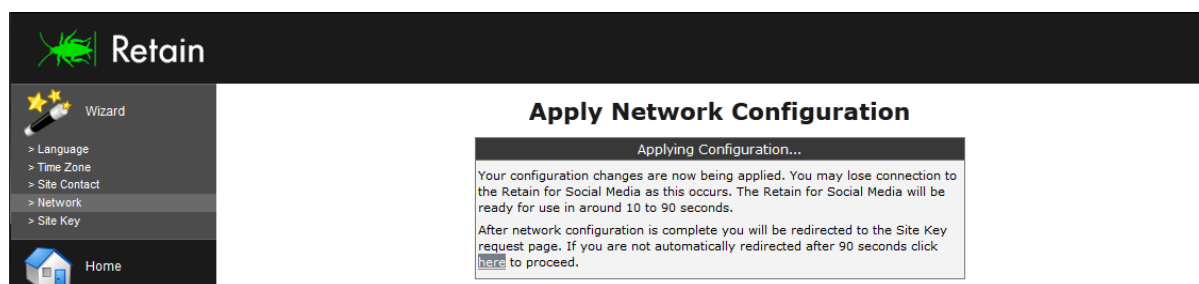 Retain
Wizard
> Language
> Time Zone
> Site Contact
> Network
> Site Key
Home
Apply Network Configuration
Applying Configuration...
Your configuration changes are now being applied. You may lose connection to
the Retain for Social Media as this occurs. The Retain for Social Media will be
ready for use in around 10 to 90 seconds.
After network configuration is complete you will be redirected to the Site Key
request page. If you are not automatically redirected after 90 seconds click
here to proceed.